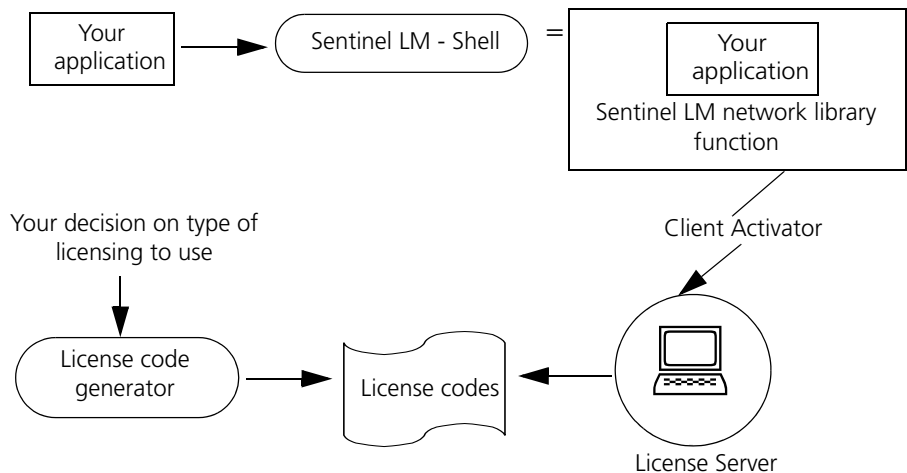 Your
application
Sentinel LM - Shell
=
Your
application
Sentinel LM network library
function
Your decision on type of
licensing to use
Client Activator
License code
generator
License codes
License Server